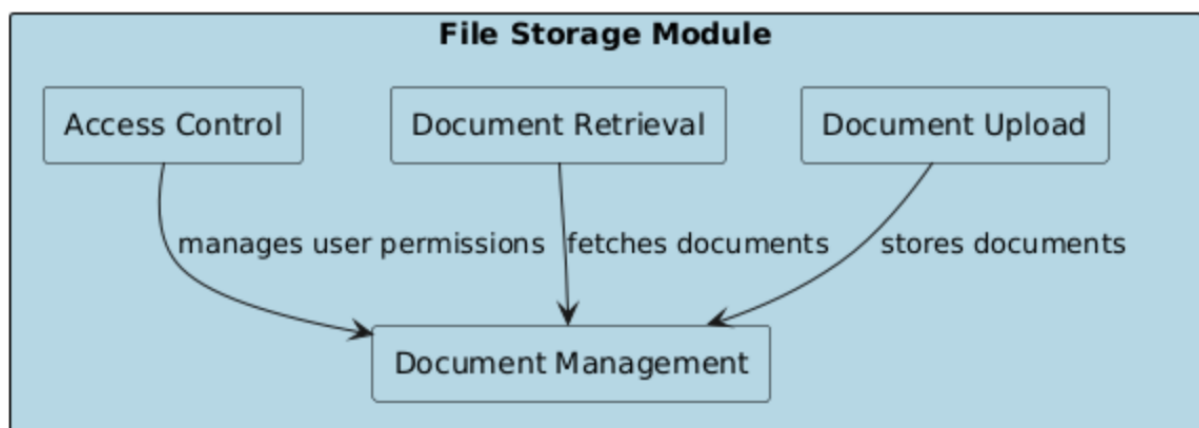 File Storage Module
Access Control
Document Retrieval
Document Upload
manages user permissions
fetches documents
stores documents
Document Management